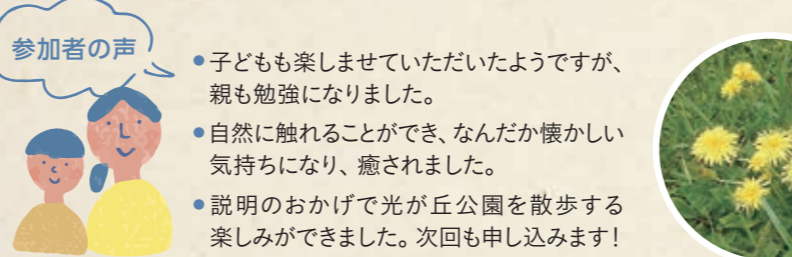 参加者の声
●子どもも楽しませていただいたようですが、
親も勉強になりました。
●自然に触れることができ、なんだか懐かしい
気持ちになり、癒されました。
●説明のおかげで光が丘公園を散歩する
楽しみができました。次回も申し込みます！